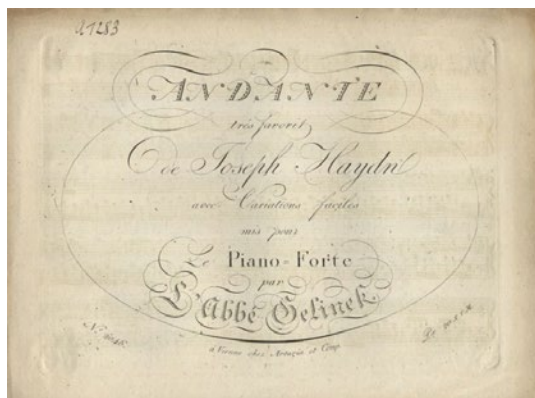 ANDANTE
très favorit
de Joseph Haydn
avec Variations faciles
mis pour
Le Piano=Forte
par
L'Abbé Gelinek
à Vienne chez Artaria et Comp.